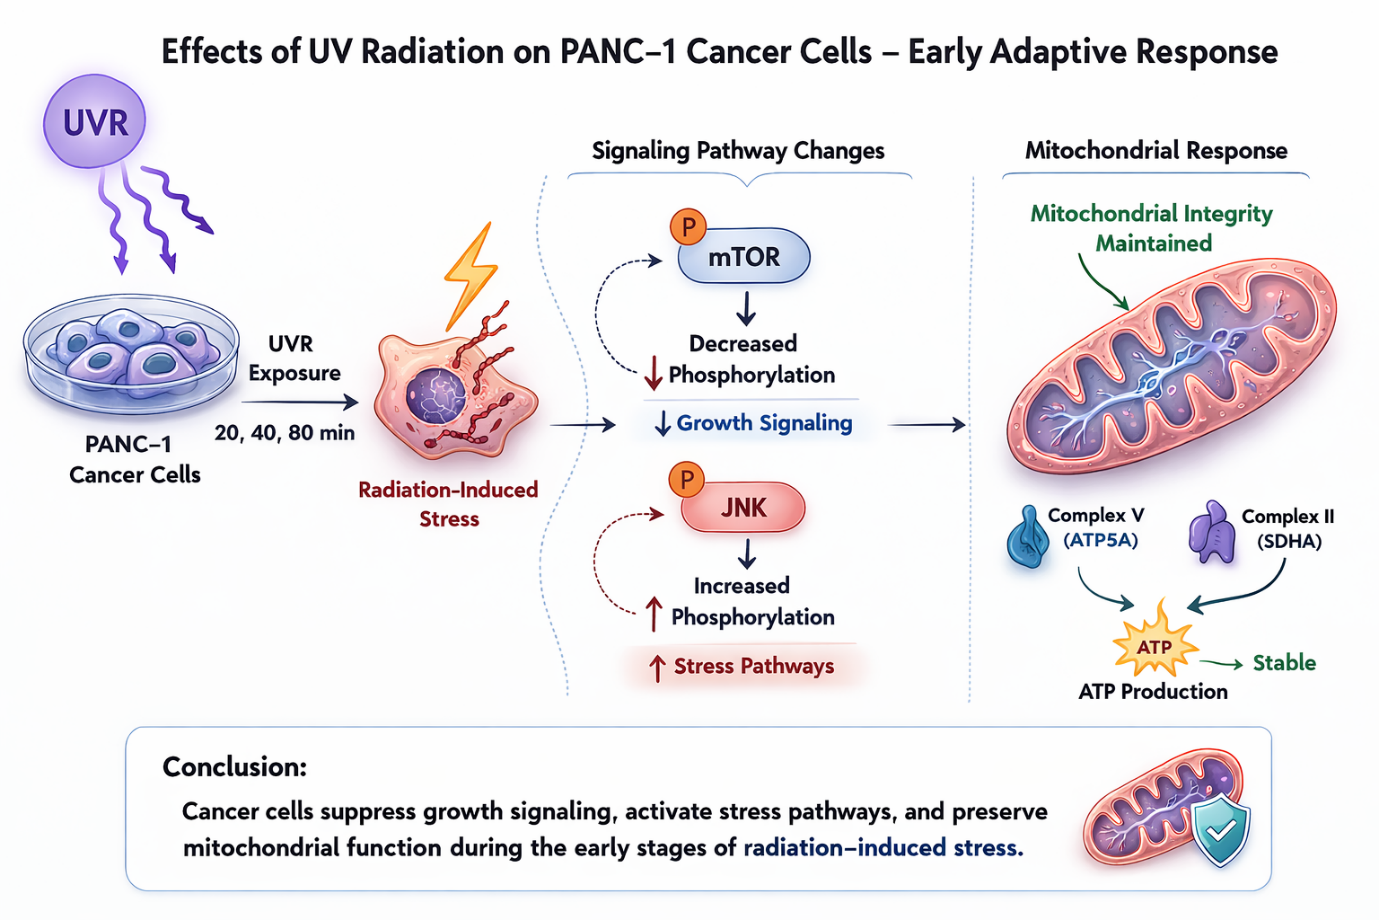 Effects of UV Radiation on PANC–1 Cancer Cells – Early Adaptive Response
UVR
PANC–1
Cancer Cells
UVR
Exposure
20, 40, 80 min
Radiation–Induced
Stress
Signaling Pathway Changes
P
mTOR
Decreased
↓ Phosphorylation
↓ Growth Signaling
P
JNK
Increased
↑ Phosphorylation
↑ Stress Pathways
Mitochondrial Response
Mitochondrial Integrity
Maintained
Complex V
(ATP5A)
Complex II
(SDHA)
ATP
Stable
ATP Production
Conclusion:
Cancer cells suppress growth signaling, activate stress pathways, and preserve
mitochondrial function during the early stages of radiation–induced stress.